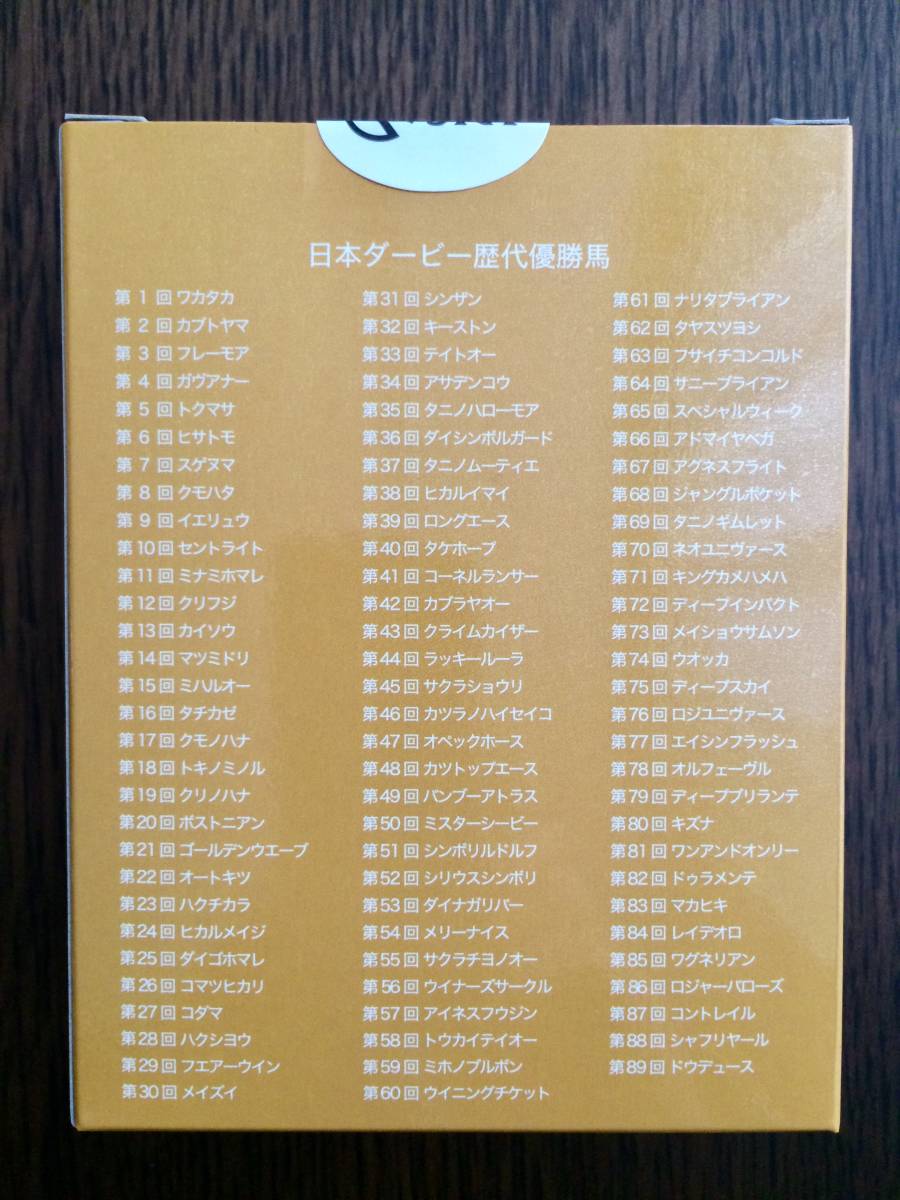 日本ダービー歴代優勝馬
第 1 回 ワカタカ
第 2 回 カブトヤマ
第 3 回 フレーモア
第 4 回 ガヴアナー
第 5 回 トクマサ
第 6 回 ヒサトモ
第 7 回 スゲヌマ
第 8 回 クモハタ
第 9 回 イエリュウ
第10回 セントライト
第11回 ミナミホマレ
第12回 クリフジ
第13回 カイソウ
第14回 マツミドリ
第15回 ミハルオー
第16回 タチカゼ
第17回 クモノハナ
第18回 トキノミノル
第19回 クリノハナ
第20回 ボストニアン
第21回 ゴールデンウエーブ
第22回 オートキツ
第23回 ハクチカラ
第24回 ヒカルメイジ
第25回 ダイゴホマレ
第26回 コマツヒカリ
第27回 コダマ
第28回 ハクシヨウ
第29回 フエアーウイン
第30回 メイズイ
第31回 シンザン
第32回 キーストン
第33回 テイトオー
第34回 アサデンコウ
第35回 タニノハローモア
第36回 ダイシンボルガード
第37回 タニノムーティエ
第38回 ヒカルイマイ
第39回 ロングエース
第40回 タケホープ
第41回 コーネルランサー
第42回 カブラヤオー
第43回 クライムカイザー
第44回 ラッキールーラ
第45回 サクラショウリ
第46回 カツラノハイセイコ
第47回 オペックホース
第48回 カツトップエース
第49回 バンブーアトラス
第50回 ミスターシービー
第51回 シンボリルドルフ
第52回 シリウスシンボリ
第53回 ダイナガリバー
第54回 メリーナイス
第55回 サクラチヨノオー
第56回 ウイナーズサークル
第57回 アイネスフウジン
第58回 トウカイテイオー
第59回 ミホノブルボン
第60回 ウイニングチケット
第61回 ナリタブライアン
第62回 タヤスツヨシ
第63回 フサイチコンコルド
第64回 サニーブライアン
第65回 スペシャルウィーク
第66回 アドマイヤベガ
第67回 アグネスフライト
第68回 ジャングルポケット
第69回 タニノギムレット
第70回 ネオユニヴァース
第71回 キングカメハメハ
第72回 ディープインパクト
第73回 メイショウサムソン
第74回 ウオッカ
第75回 ディープスカイ
第76回 ロジユニヴァース
第77回 エイシンフラッシュ
第78回 オルフェーヴル
第79回 ディープブリランテ
第80回 キズナ
第81回 ワンアンドオンリー
第82回 ドゥラメンテ
第83回 マカヒキ
第84回 レイデオロ
第85回 ワグネリアン
第86回 ロジャーバローズ
第87回 コントレイル
第88回 シャフリヤール
第89回 ドウデュース